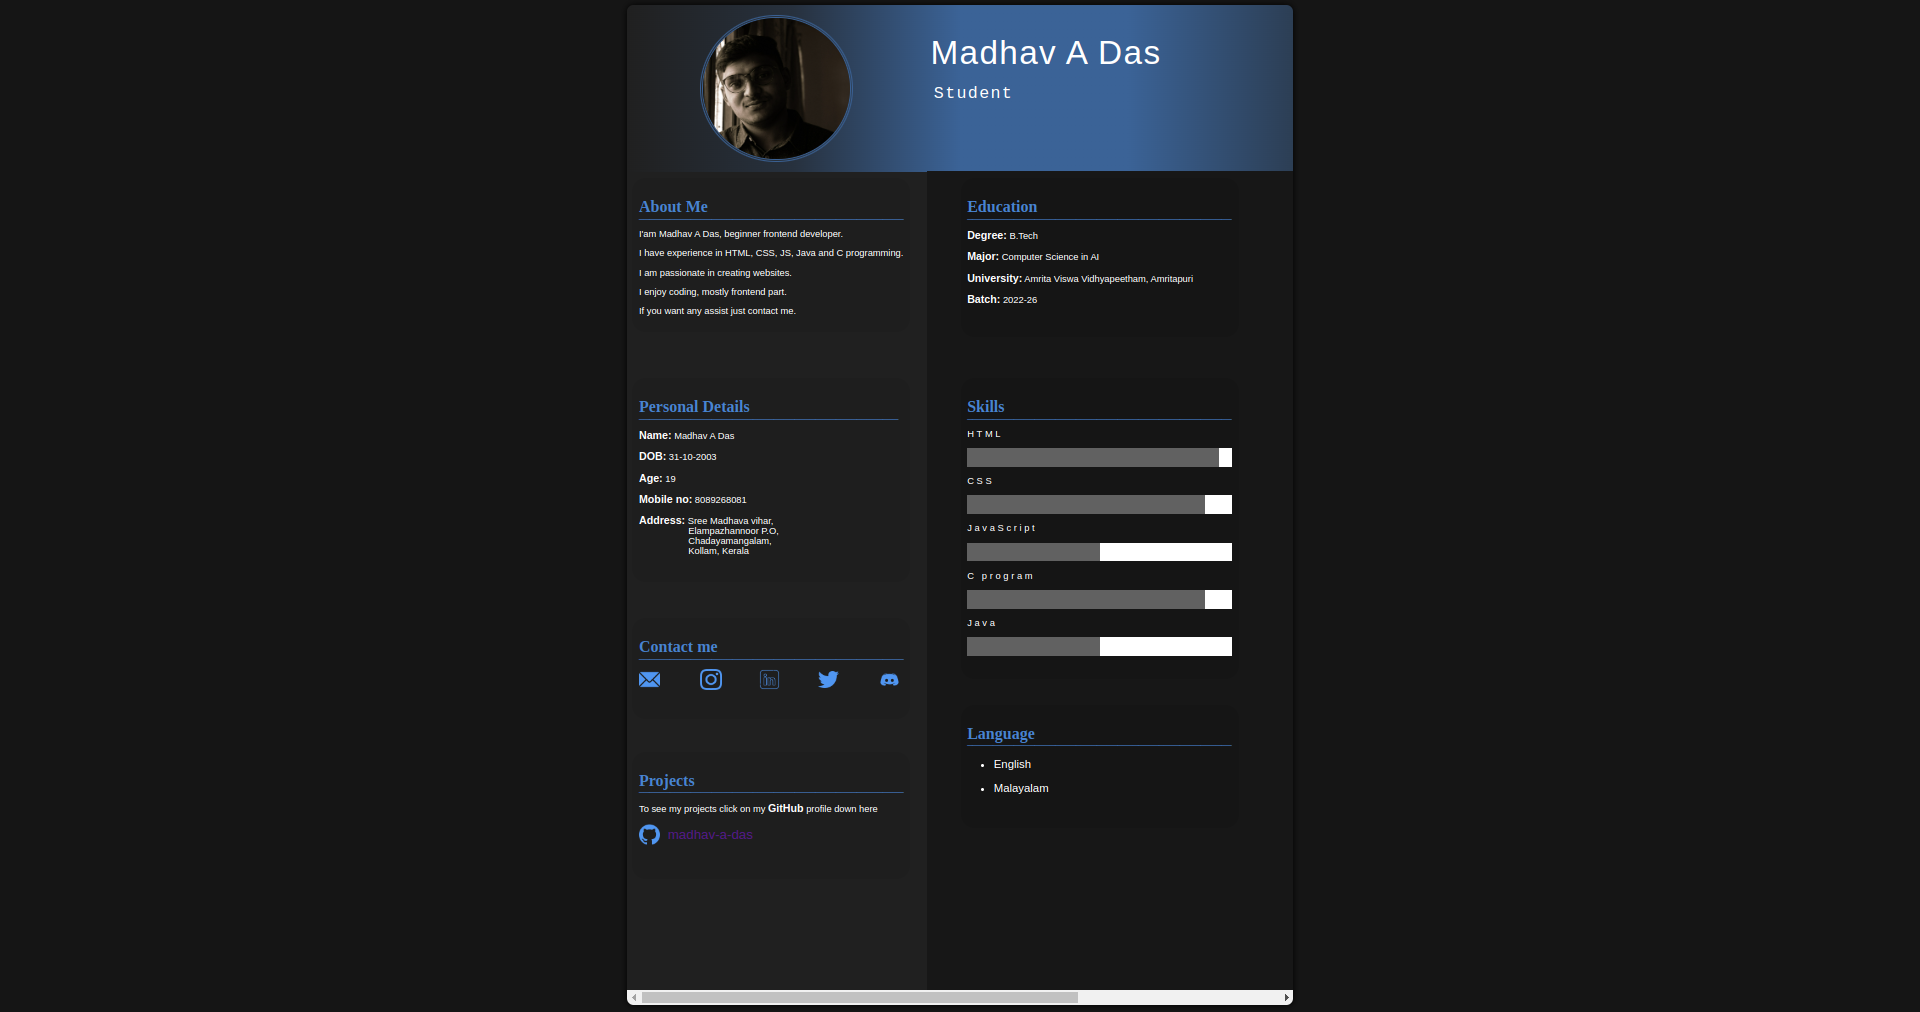 Madhav A Das
Student
About Me
I'am Madhav A Das, beginner frontend developer.
I have experience in HTML, CSS, JS, Java and C programming.
I am passionate in creating websites.
I enjoy coding, mostly frontend part.
If you want any assist just contact me.
Personal Details
Name: Madhav A Das
DOB: 31-10-2003
Age: 19
Mobile no: 8089268081
Address: Sree Madhava vihar,
Elampazhannoor P.O,
Chadayamangalam,
Kollam, Kerala
Contact me
in
Projects
To see my projects click on my GitHub profile down here
madhav-a-das
Education
Degree: B.Tech
Major: Computer Science in AI
University: Amrita Viswa Vidhyapeetham, Amritapuri
Batch: 2022-26
Skills
HTML
CSS
JavaScript
C program
Java
Language
• English
• Malayalam